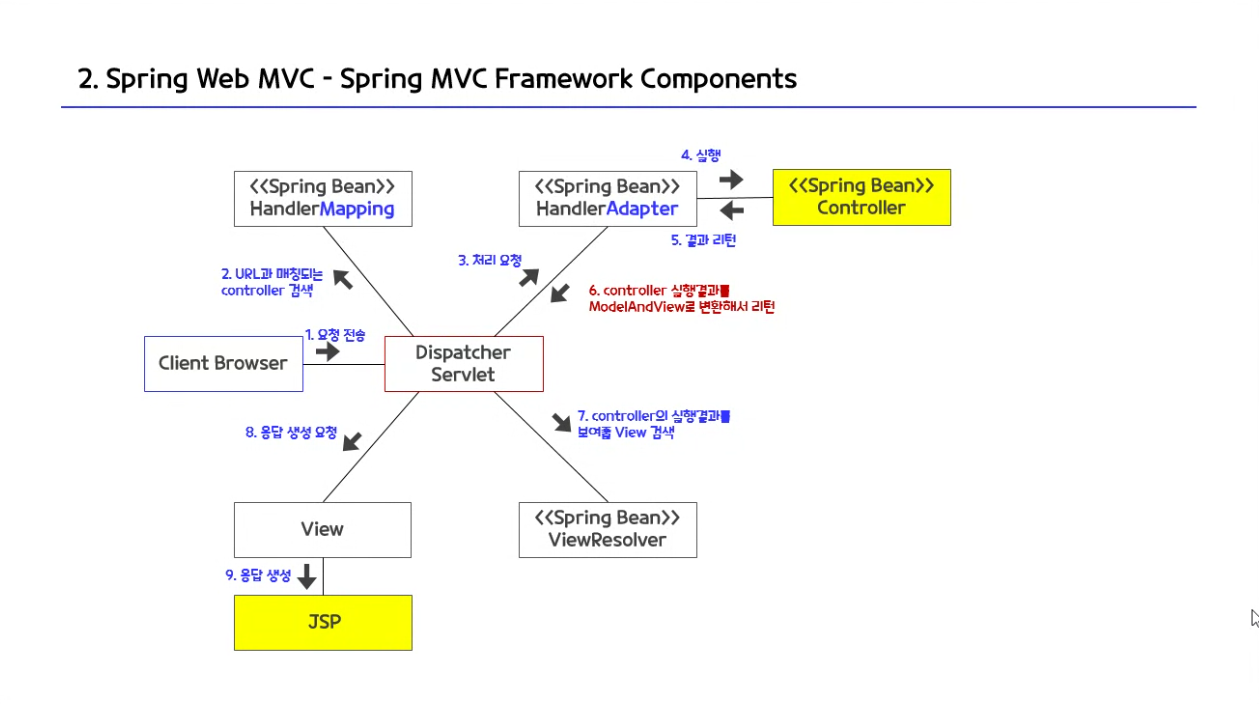 2. Spring Web MVC - Spring MVC Framework Components
4. 실행
<<Spring Bean>>
HandlerMapping
<<Spring Bean>>
HandlerAdapter
<<Spring Bean>>
Controller
5. 결과 리턴
3. 처리 요청
2. URL과 매칭되는
controller 검색
6. controller 실행결과를
ModelAndView로 변환해서 리턴
1. 요청 전송
Client Browser
Dispatcher
Servlet
7. controller의 실행결과를
보여줄 View 검색
8. 응답 생성 요청
View
<<Spring Bean>>
ViewResolver
9. 응답 생성
JSP